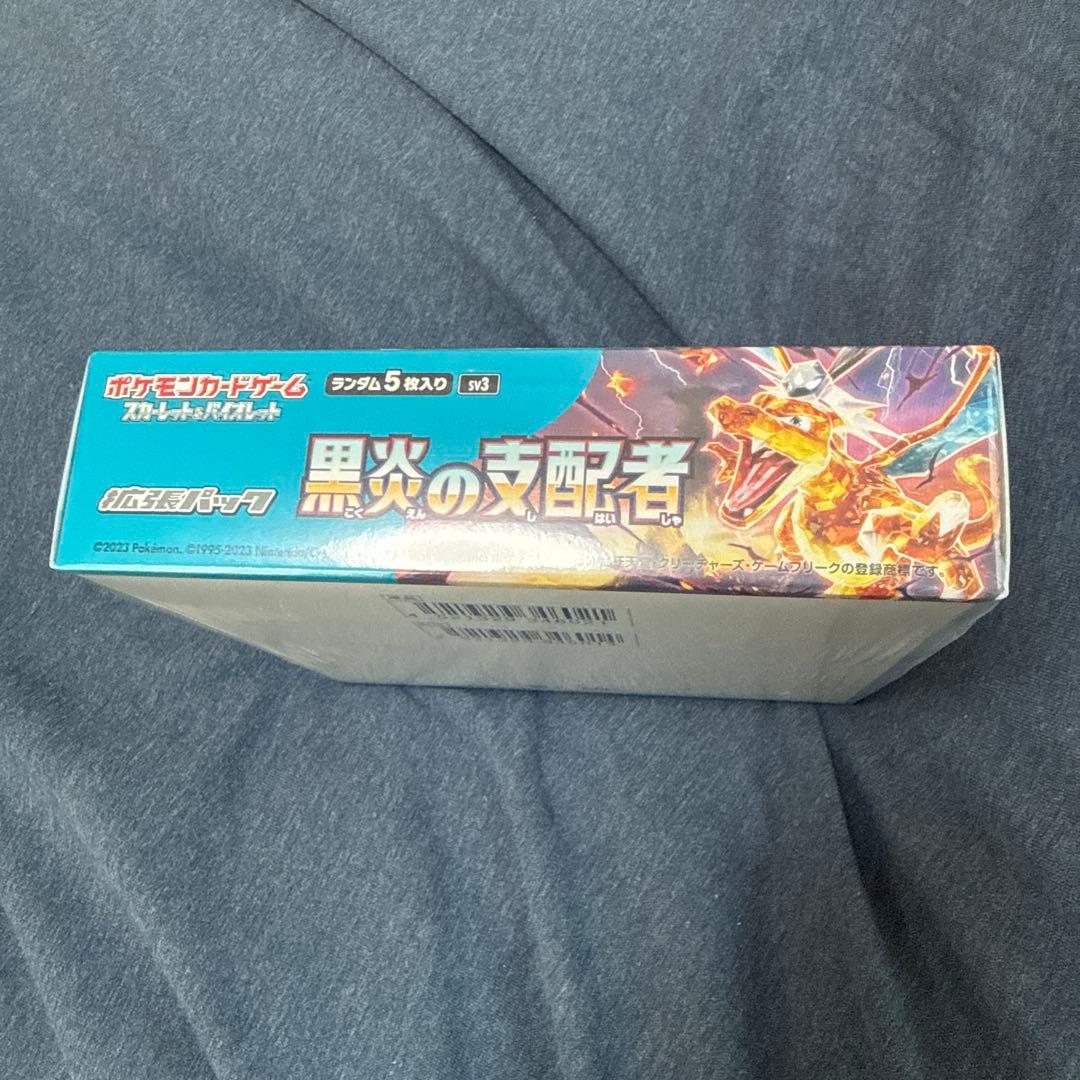 ポケモンカードゲーム
スカーレット&バイオレット
ランダム5枚入り
sv3
拡張パック
黒炎の支配者
こく えん し はい しゃ
©2023 Pokémon. ©1995-2023 Nintendo/
クリーチャーズ・ゲームフリークの登録商標です。